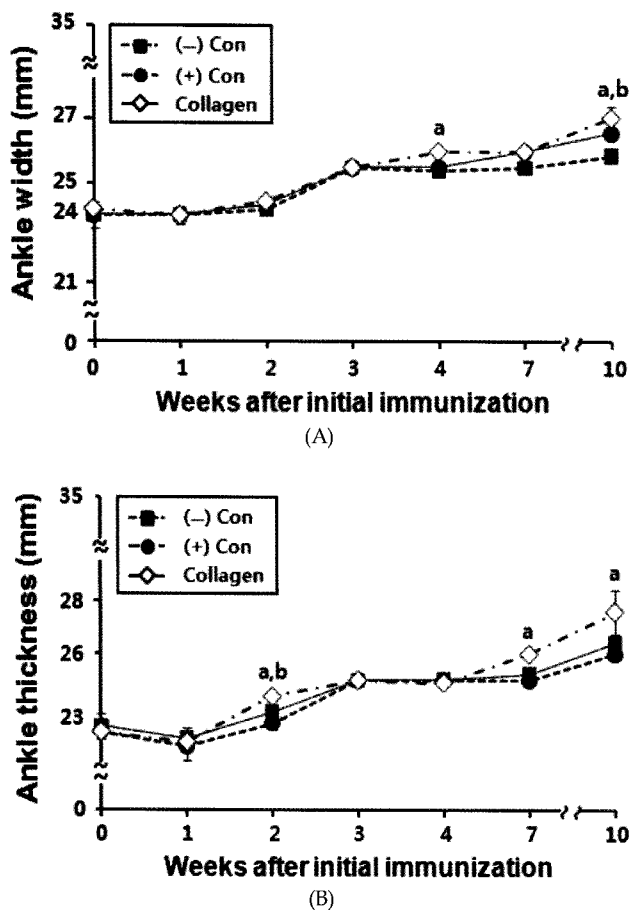 35
(−) Con
(+) Con
Collagen
a,b
27
a
25
24
21
0
Ankle width (mm)
0 1 2 3 4 7 10
Weeks after initial immunization
(A)
35
(−) Con
(+) Con
Collagen
a
28
a
26
a,b
23
0
Ankle thickness (mm)
0 1 2 3 4 7 10
Weeks after initial immunization
(B)